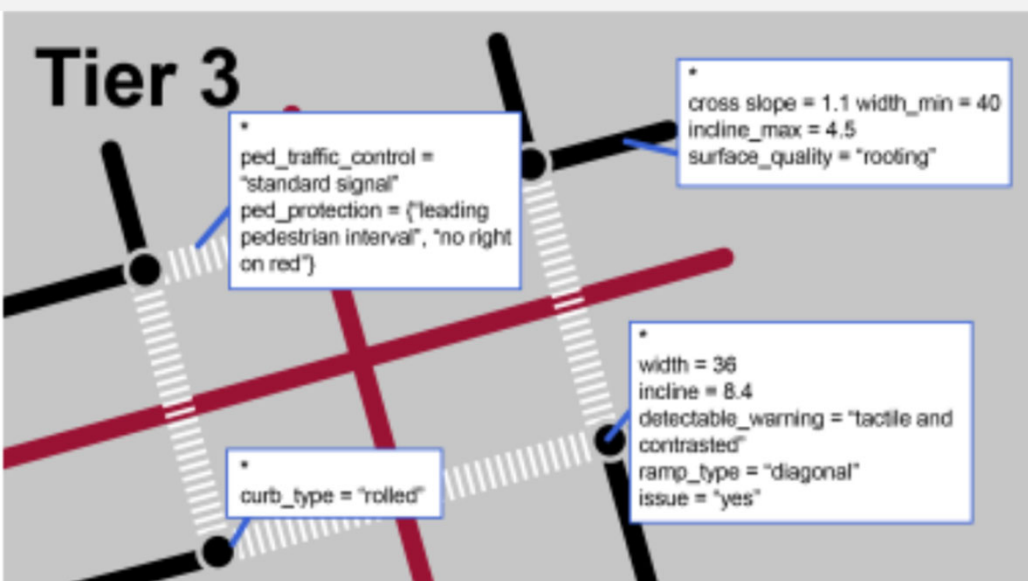 Tier 3
*
cross slope = 1.1 width_min = 40
incline_max = 4.5
surface_quality = “rooting”
*
ped_traffic_control =
“standard signal”
ped_protection = {“leading
pedestrian interval”, “no right
on red”}
*
width = 36
incline = 8.4
detectable_warning = “tactile and
contrasted”
ramp_type = “diagonal”
issue = “yes”
*
curb_type = “rolled”